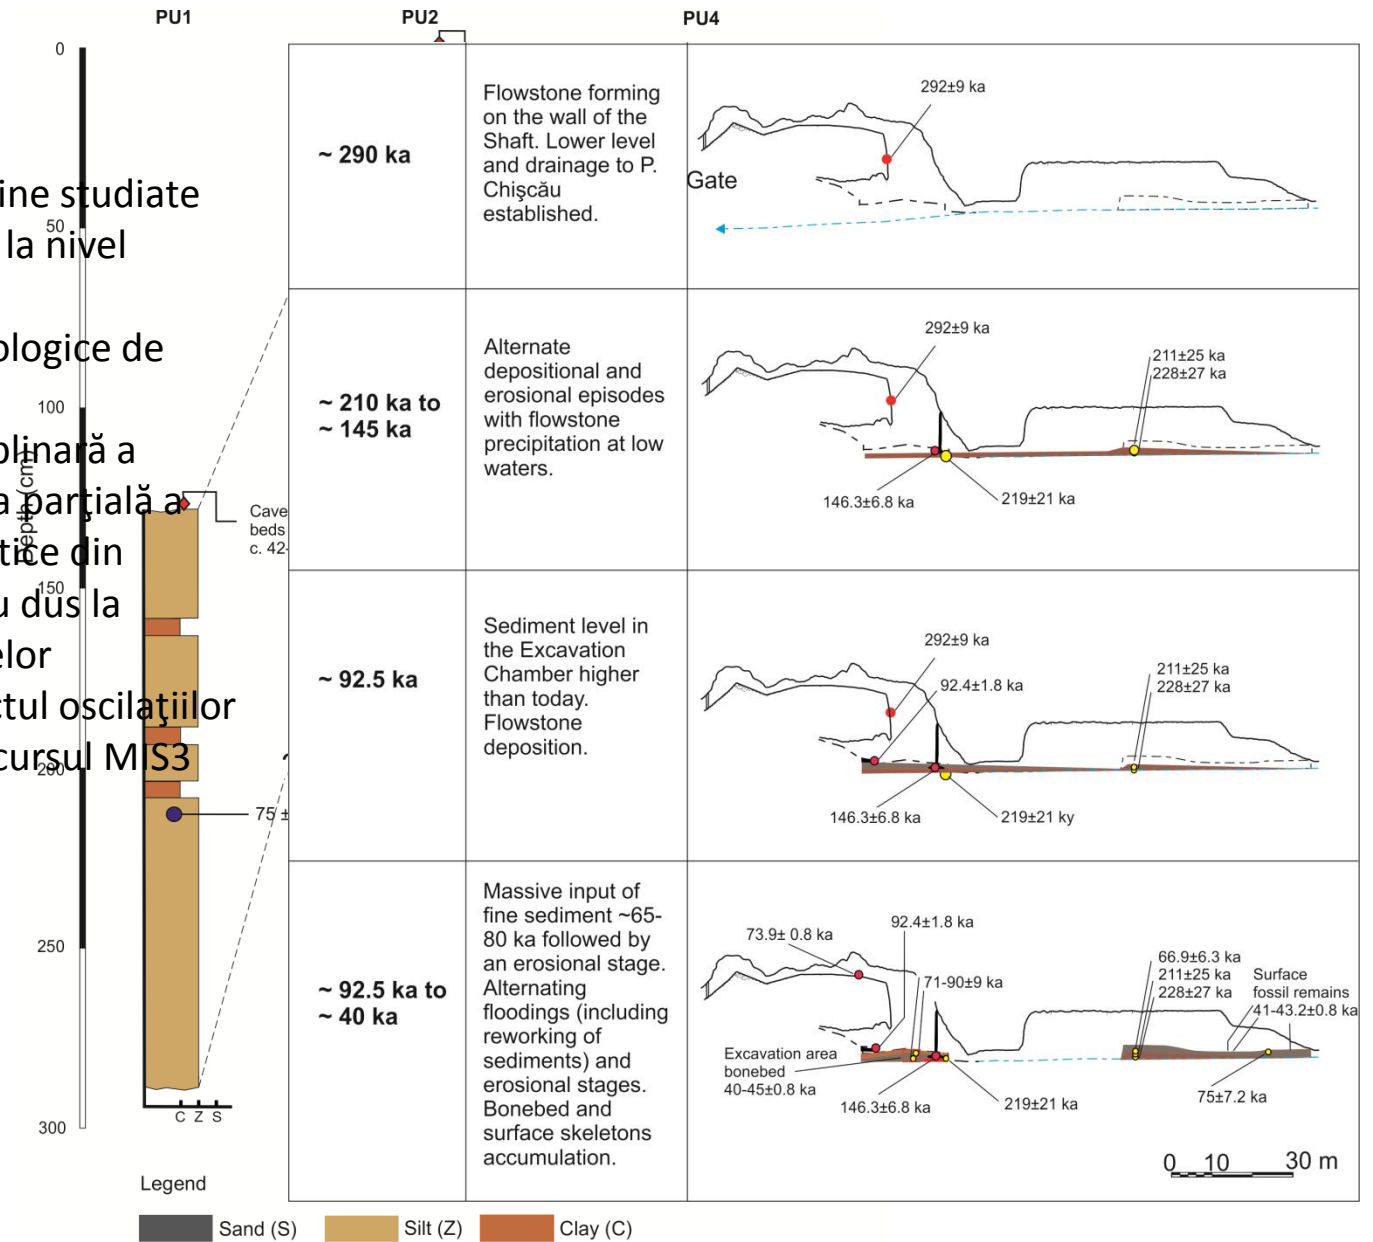 PU1
PU2
PU4
0
50
100
150
200
250
300
Depth (cm)
ine studiate
la nivel
ologice de
plinară a
a parţială a
tice din
u dus la
elor
ctul oscilaţiilor
cursul MIS3
Cave
beds
c. 42-
75 ±
C Z S
Legend
Sand (S)
Silt (Z)
Clay (C)
~ 290 ka
Flowstone forming
on the wall of the
Shaft. Lower level
and drainage to P.
Chişcău
established.
292±9 ka
Gate
~ 210 ka to
~ 145 ka
Alternate
depositional and
erosional episodes
with flowstone
precipitation at low
waters.
292±9 ka
211±25 ka
228±27 ka
146.3±6.8 ka
219±21 ka
~ 92.5 ka
Sediment level in
the Excavation
Chamber higher
than today.
Flowstone
deposition.
292±9 ka
92.4±1.8 ka
211±25 ka
228±27 ka
146.3±6.8 ka
219±21 ky
~ 92.5 ka to
~ 40 ka
Massive input of
fine sediment ~65-
80 ka followed by
an erosional stage.
Alternating
floodings (including
reworking of
sediments) and
erosional stages.
Bonebed and
surface skeletons
accumulation.
73.9± 0.8 ka
92.4±1.8 ka
71-90±9 ka
66.9±6.3 ka
211±25 ka
228±27 ka
Surface
fossil remains
41-43.2±0.8 ka
Excavation area
bonebed
40-45±0.8 ka
146.3±6.8 ka
219±21 ka
75±7.2 ka
0 10 30 m